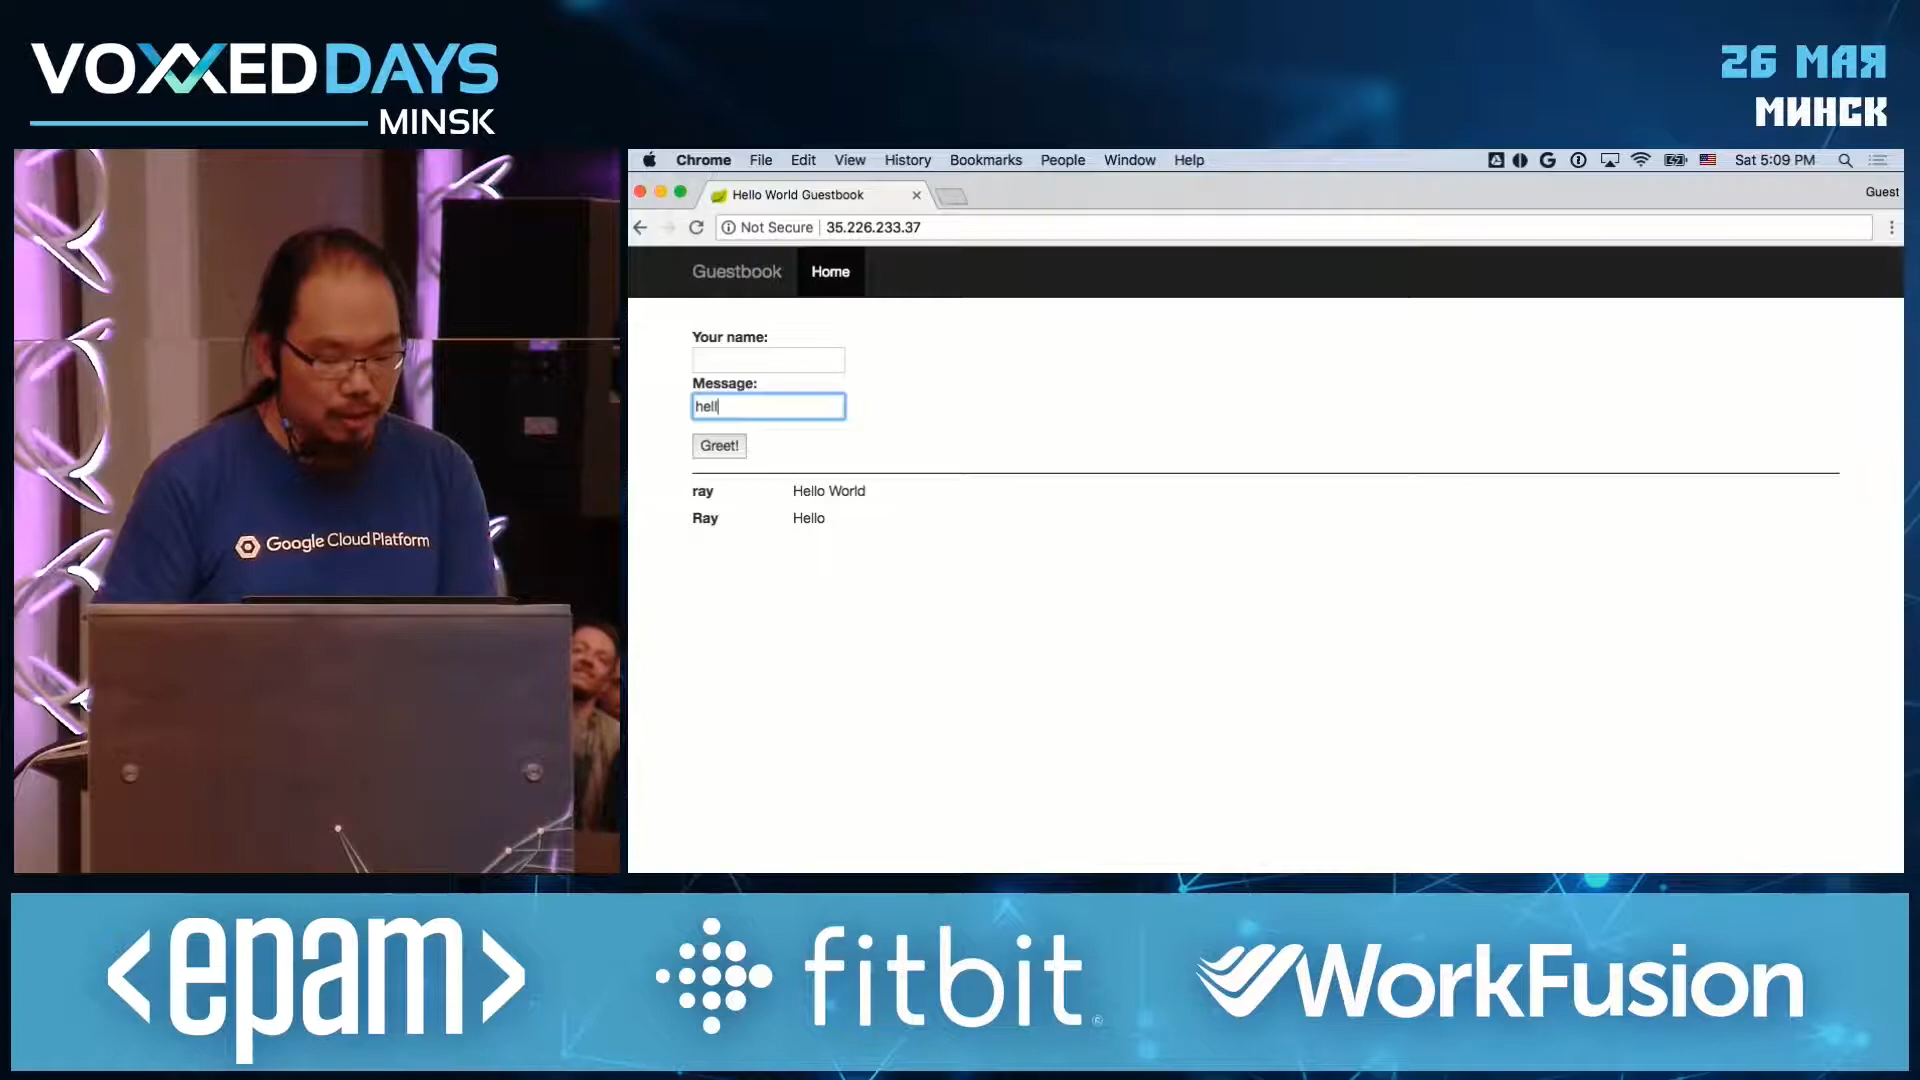 VOXXEDDAYS
MINSK
26 МАЯ
МИНСК
Chrome File Edit View History Bookmarks People Window Help
Sat 5:09 PM
Hello World Guestbook
Guest
Not Secure 35.226.233.37
Guestbook Home
Your name:
Message:
hell
Greet!
ray Hello World
Ray Hello
Google Cloud Platform
<epam>
fitbit®
WorkFusion